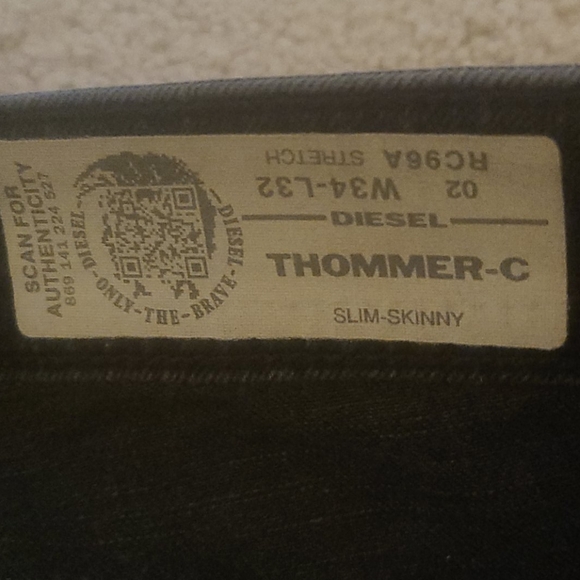 SCAN FOR
AUTHENTICITY
869 141 224 527
DIESEL-ONLY-THE-BRAVE-DIESEL
RC96A STRETCH
02 W34-L32
DIESEL
THOMMER-C
SLIM-SKINNY